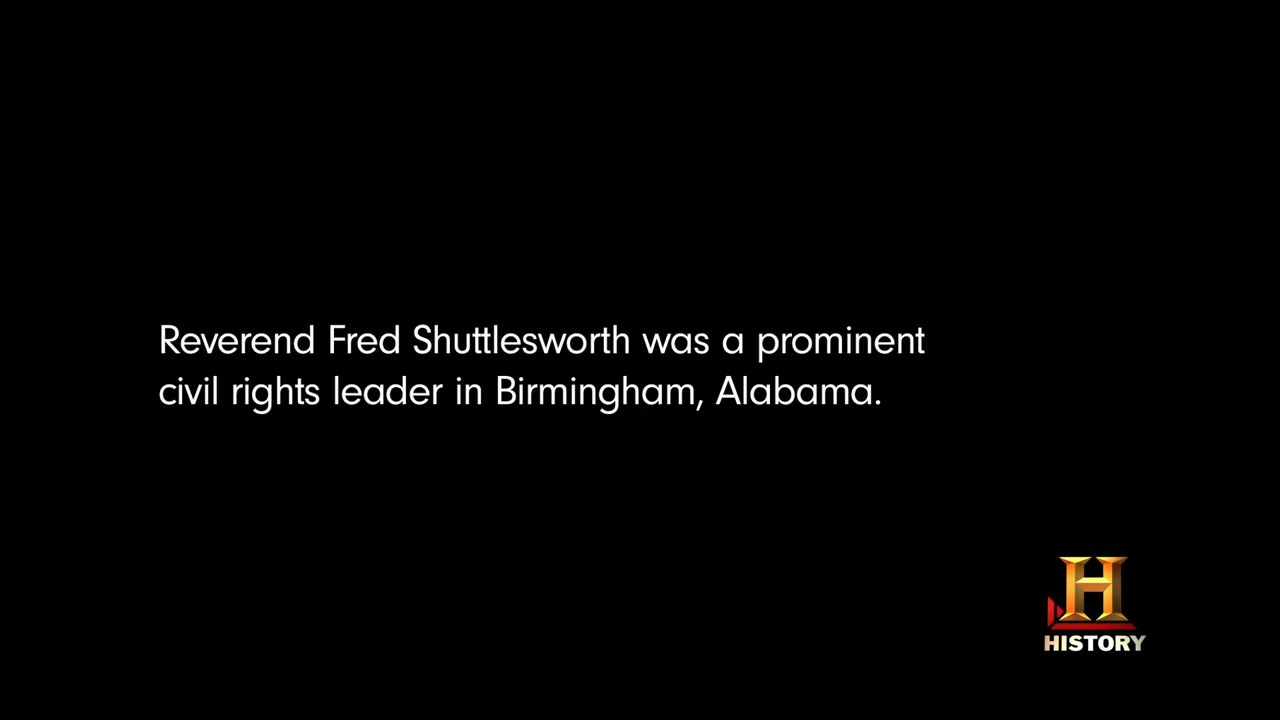 Reverend Fred Shuttlesworth was a prominent
civil rights leader in Birmingham, Alabama.
H
HISTORY